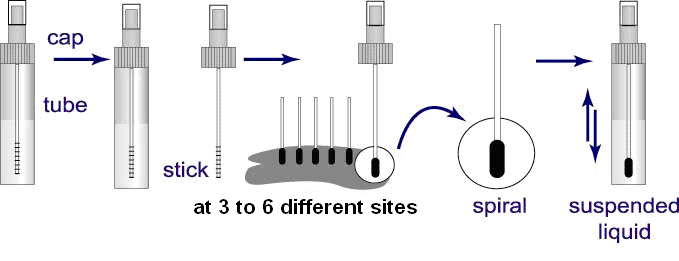 cap
tube
stick
at 3 to 6 different sites
spiral
suspended
liquid